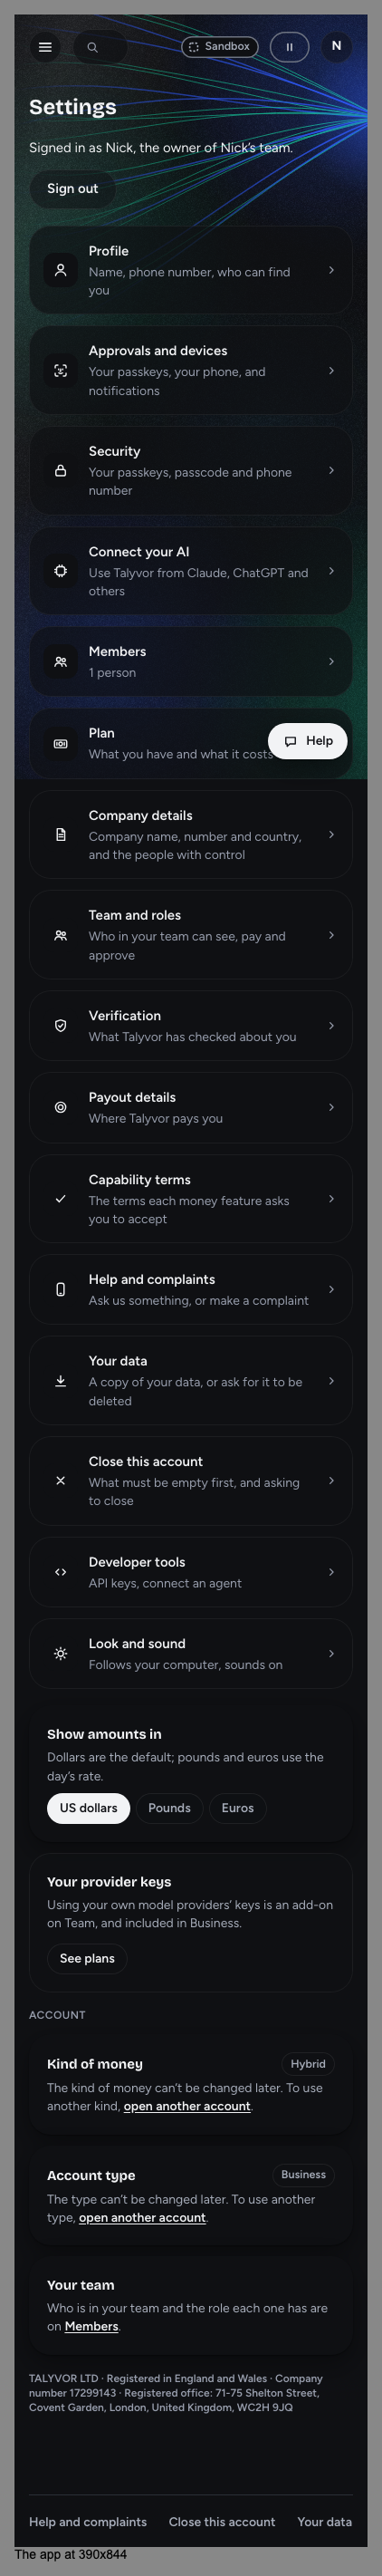 Sandbox
N
Settings
Signed in as Nick, the owner of Nick's team.
Sign out
Profile
Name, phone number, who can find
you
Approvals and devices
Your passkeys, your phone, and
notifications
Security
Your passkeys, passcode and phone
number
Connect your AI
Use Talyvor from Claude, ChatGPT and
others
Members
1 person
Plan
What you have and what it costs
Help
Company details
Company name, number and country,
and the people with control
Team and roles
Who in your team can see, pay and
approve
Verification
What Talyvor has checked about you
Payout details
Where Talyvor pays you
Capability terms
The terms each money feature asks
you to accept
Help and complaints
Ask us something, or make a complaint
Your data
A copy of your data, or ask for it to be
deleted
Close this account
What must be empty first, and asking
to close
Developer tools
API keys, connect an agent
Look and sound
Follows your computer, sounds on
Show amounts in
Dollars are the default; pounds and euros use the
day's rate.
US dollars Pounds Euros
Your provider keys
Using your own model providers' keys is an add-on
on Team, and included in Business.
See plans
ACCOUNT
Kind of money Hybrid
The kind of money can't be changed later. To use
another kind, open another account.
Account type Business
The type can't be changed later. To use another
type, open another account.
Your team
Who is in your team and the role each one has are
on Members.
TALYVOR LTD · Registered in England and Wales · Company
number 17299143 · Registered office: 71-75 Shelton Street,
Covent Garden, London, United Kingdom, WC2H 9JQ
Help and complaints Close this account Your data
The app at 390x844